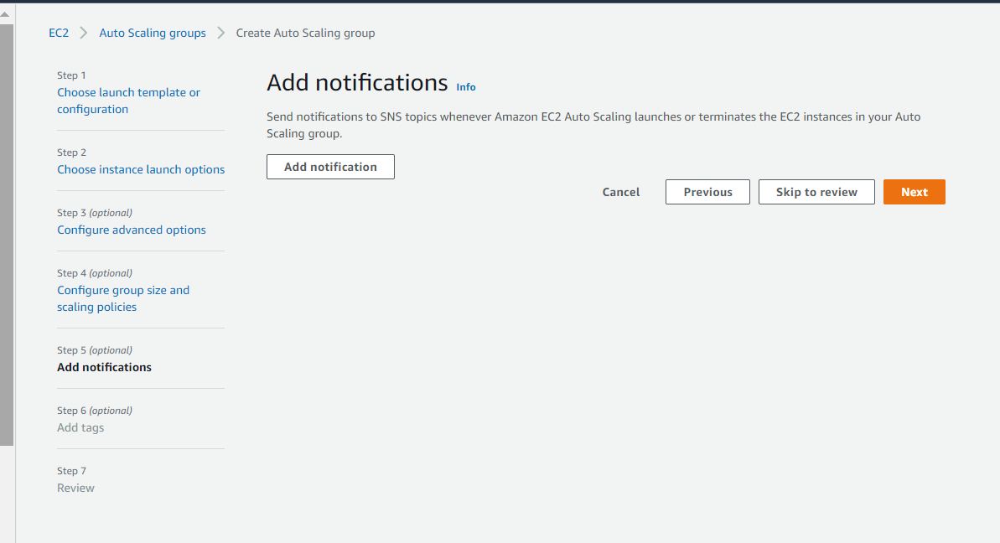 EC2 > Auto Scaling groups > Create Auto Scaling group
Step 1
Choose launch template or
configuration
Step 2
Choose instance launch options
Step 3 (optional)
Configure advanced options
Step 4 (optional)
Configure group size and
scaling policies
Step 5 (optional)
Add notifications
Step 6 (optional)
Add tags
Step 7
Review
Add notifications Info
Send notifications to SNS topics whenever Amazon EC2 Auto Scaling launches or terminates the EC2 instances in your Auto
Scaling group.
Add notification
Cancel Previous Skip to review Next